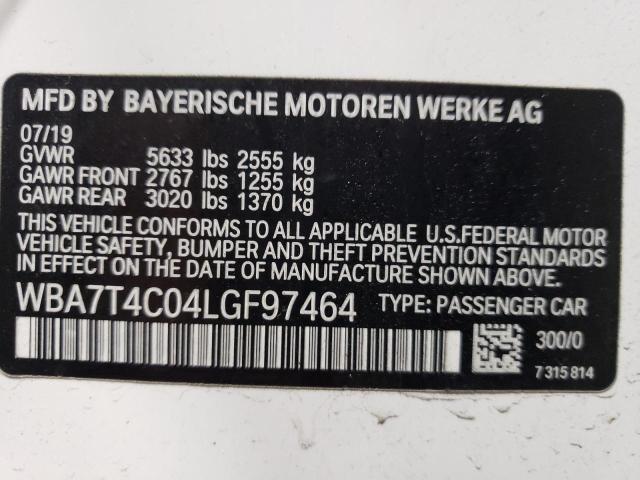 MFD BY BAYERISCHE MOTOREN WERKE AG
07/19
GVWR 5633 lbs 2555 kg
GAWR FRONT 2767 lbs 1255 kg
GAWR REAR 3020 lbs 1370 kg
THIS VEHICLE CONFORMS TO ALL APPLICABLE U.S.FEDERAL MOTOR
VEHICLE SAFETY, BUMPER AND THEFT PREVENTION STANDARDS
IN EFFECT ON THE DATE OF MANUFACTURE SHOWN ABOVE.
WBA7T4C04LGF97464 TYPE: PASSENGER CAR
300/0
7 315 814